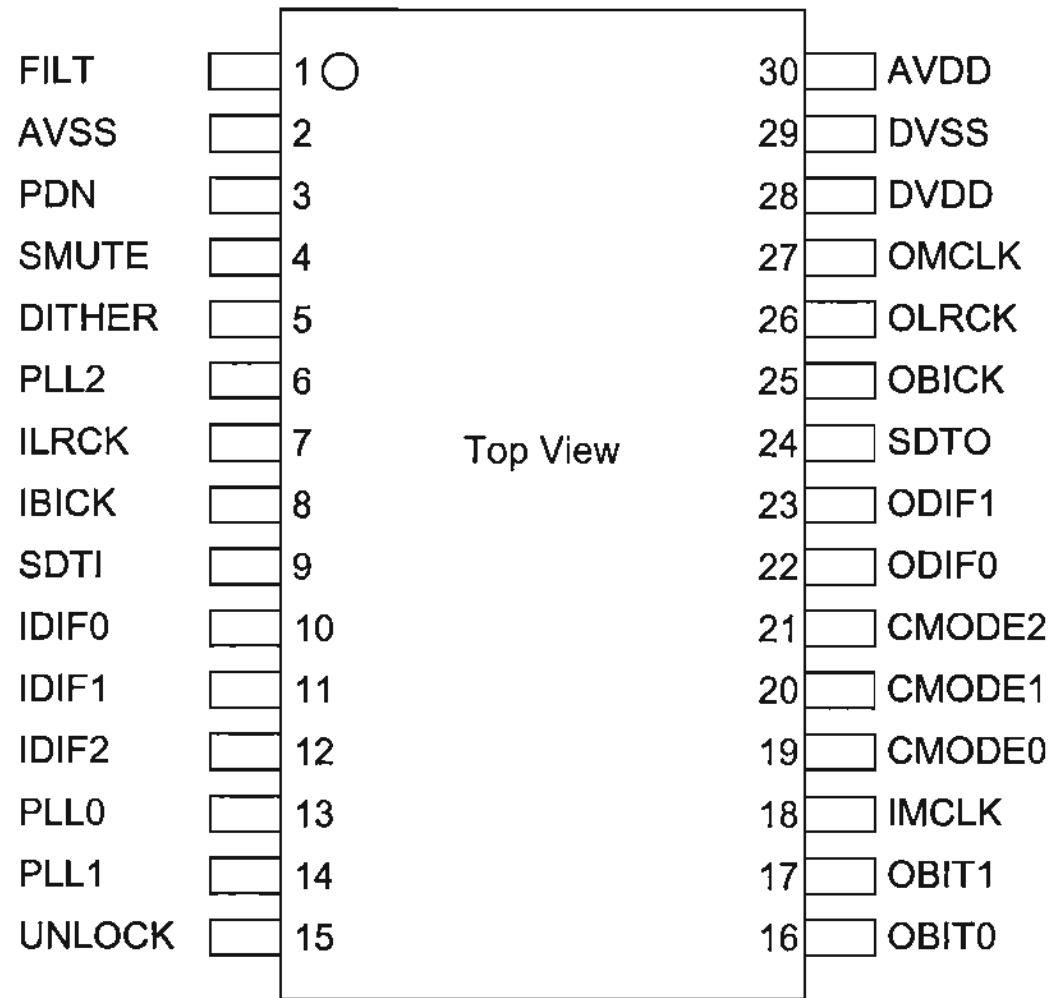 FILT 1 30 AVDD
AVSS 2 29 DVSS
PDN 3 28 DVDD
SMUTE 4 27 OMCLK
DITHER 5 26 OLRCK
PLL2 6 25 OBICK
ILRCK 7 Top View 24 SDTO
IBICK 8 23 ODIF1
SDTI 9 22 ODIF0
IDIF0 10 21 CMODE2
IDIF1 11 20 CMODE1
IDIF2 12 19 CMODE0
PLL0 13 18 IMCLK
PLL1 14 17 OBIT1
UNLOCK 15 16 OBIT0